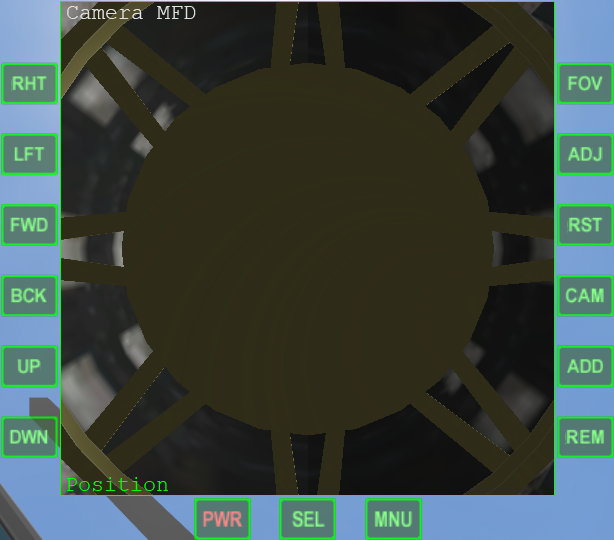 Camera MFD
RHT
FOV
LFT
ADJ
FWD
RST
BCK
CAM
UP
ADD
DWN
REM
Position
PWR
SEL
MNU